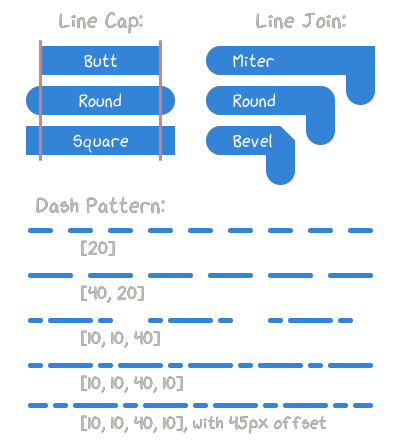 Line Cap:
Butt
Round
Square
Line Join:
Miter
Round
Bevel
Dash Pattern:
[20]
[40, 20]
[10, 10, 40]
[10, 10, 40, 10]
[10, 10, 40, 10], with 45px offset